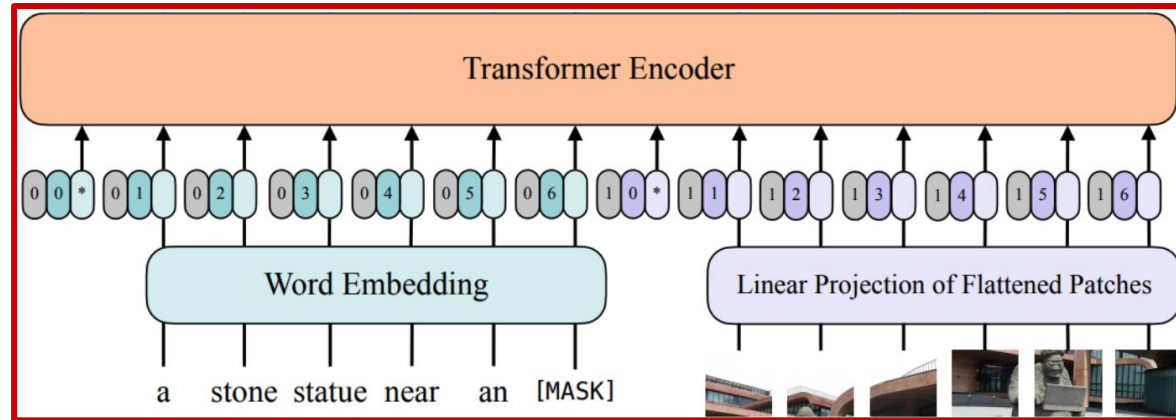 Transformer Encoder
0 0 * 0 1 0 2 0 3 0 4 0 5 0 6 1 0 * 1 1 1 2 1 3 1 4 1 5 1 6
Word Embedding Linear Projection of Flattened Patches
a stone statue near an [MASK]